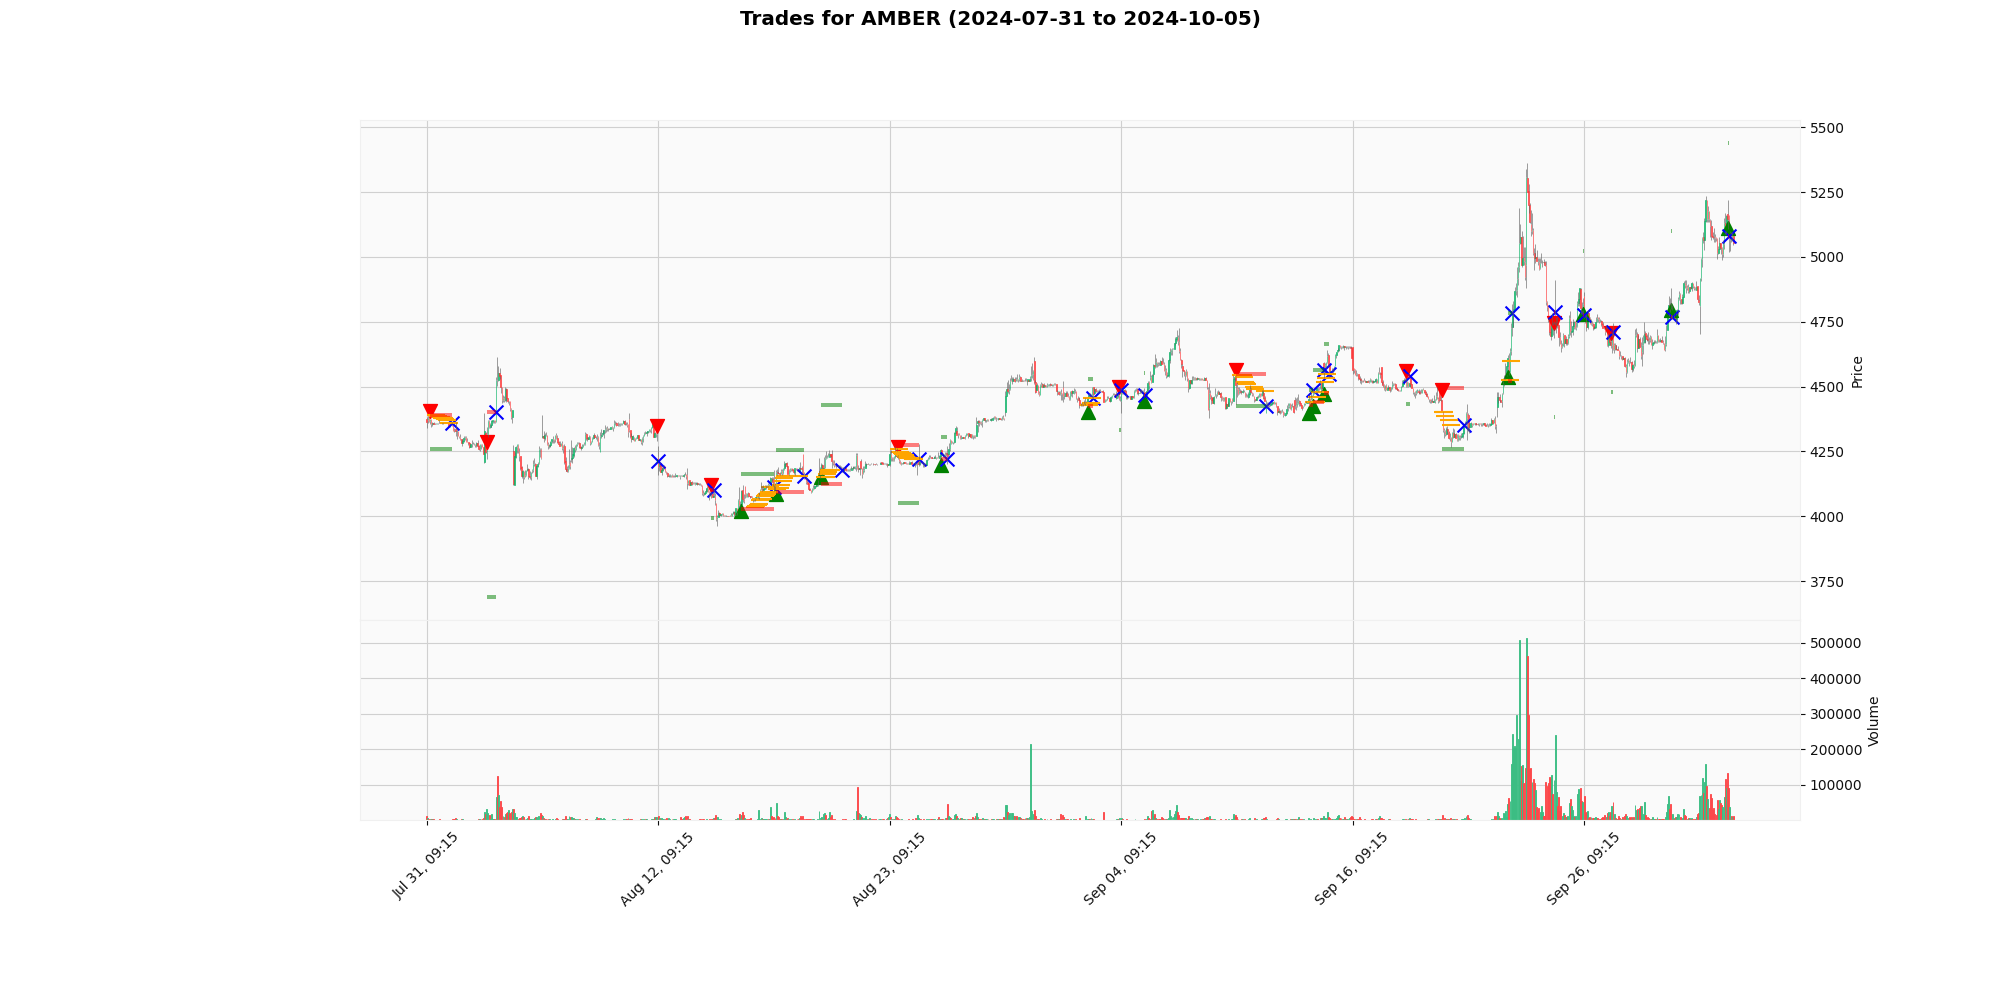 Trades for AMBER (2024-07-31 to 2024-10-05)
5500
5250
5000
4750
4500
4250
4000
3750
Price
500000
400000
300000
200000
100000
Volume
Jul 31, 09:15
Aug 12, 09:15
Aug 23, 09:15
Sep 04, 09:15
Sep 16, 09:15
Sep 26, 09:15